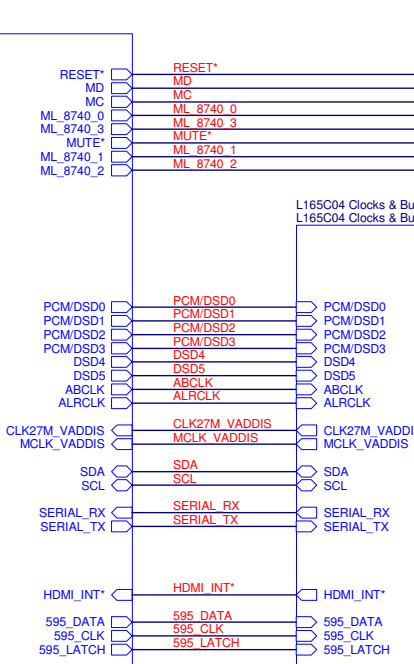 RESET* RESET*
MD MD
MC MC
ML_8740_0 ML_8740_0
ML_8740_3 ML_8740_3
MUTE* MUTE*
ML_8740_1 ML_8740_1
ML_8740_2 ML_8740_2
L165C04 Clocks & Bu
L165C04 Clocks & Bu
PCM/DSD0 PCM/DSD0 PCM/DSD0
PCM/DSD1 PCM/DSD1 PCM/DSD1
PCM/DSD2 PCM/DSD2 PCM/DSD2
PCM/DSD3 PCM/DSD3 PCM/DSD3
DSD4 DSD4 DSD4
DSD5 DSD5 DSD5
ABCLK ABCLK ABCLK
ALRCLK ALRCLK ALRCLK
CLK27M_VADDIS CLK27M_VADDIS CLK27M_VADDI
MCLK_VADDIS MCLK_VADDIS MCLK_VADDIS
SDA SDA SDA
SCL SCL SCL
SERIAL_RX SERIAL_RX SERIAL_RX
SERIAL_TX SERIAL_TX SERIAL_TX
HDMI_INT* HDMI_INT* HDMI_INT*
595_DATA 595_DATA 595_DATA
595_CLK 595_CLK 595_CLK
595_LATCH 595_LATCH 595_LATCH